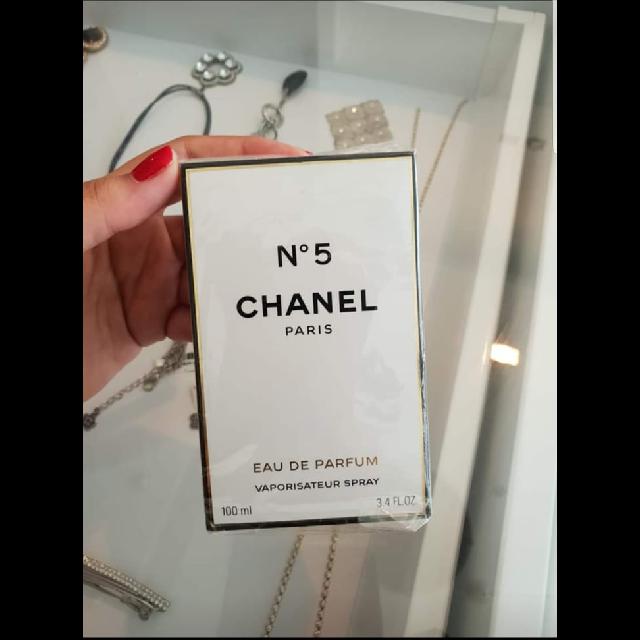 N°5
CHANEL
PARIS
EAU DE PARFUM
VAPORISATEUR SPRAY
100 ml 3.4 FL.OZ